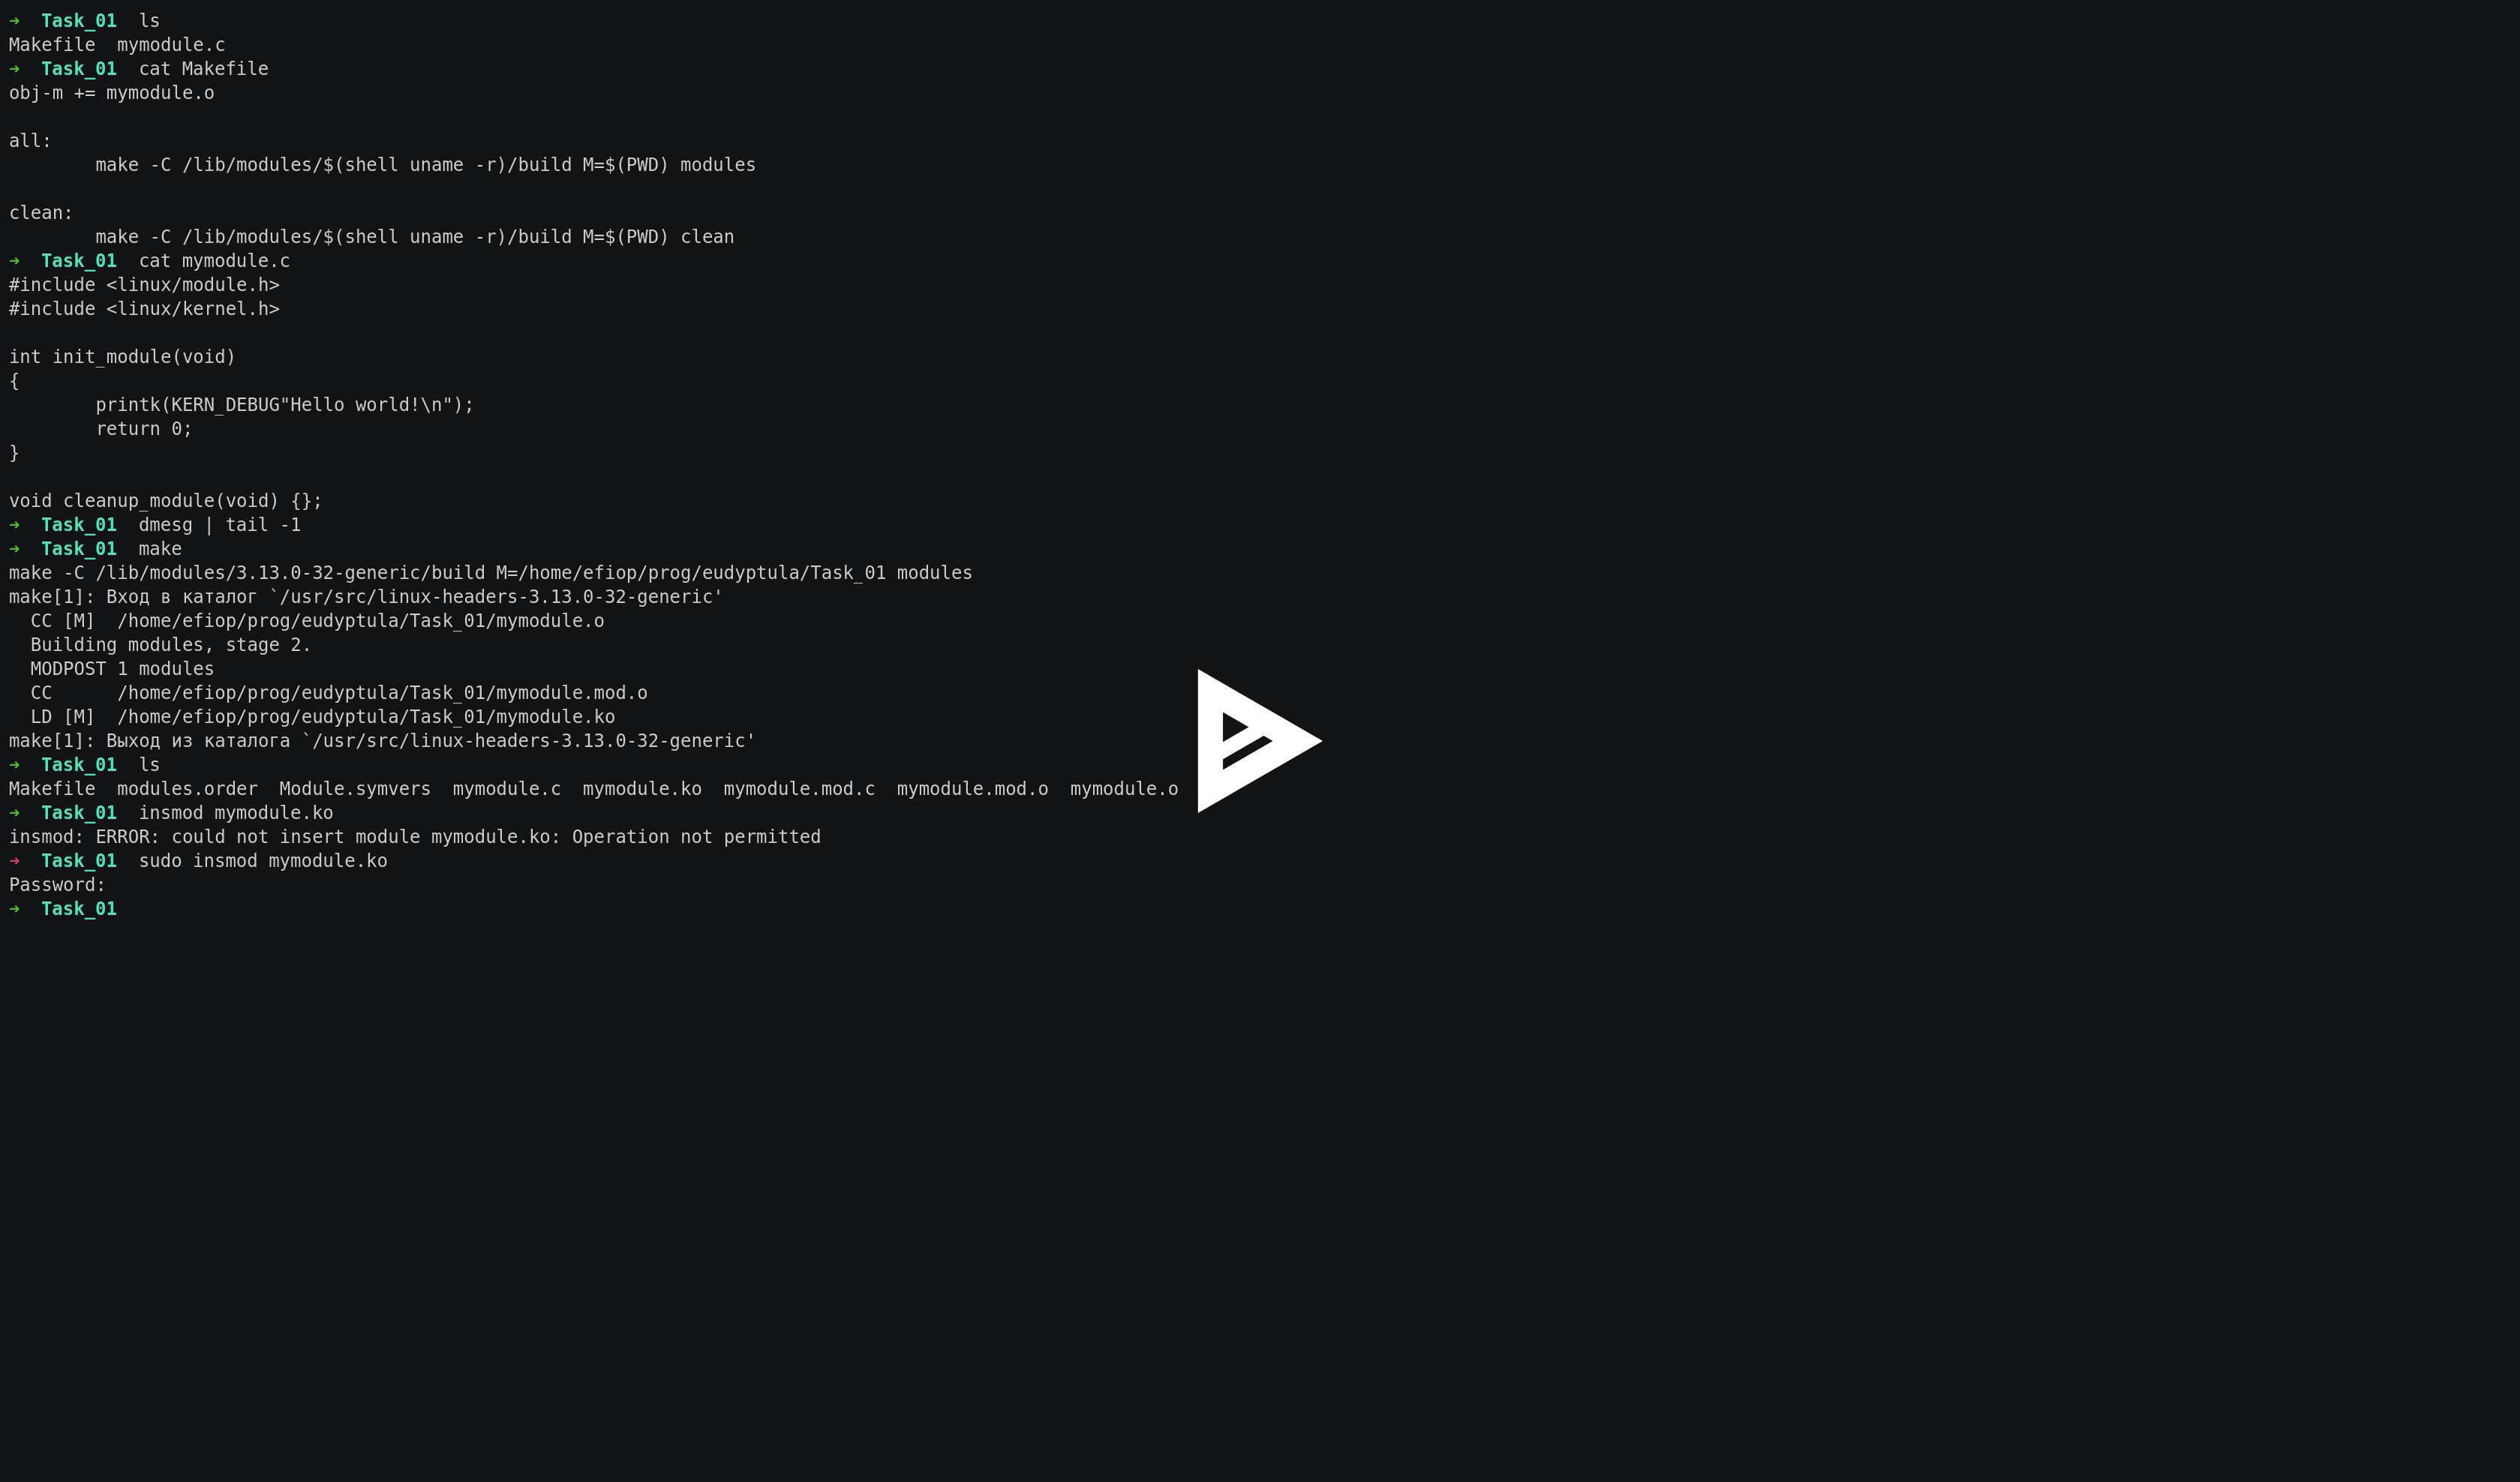 ➜  Task_01  ls
Makefile  mymodule.c
➜  Task_01  cat Makefile
obj-m += mymodule.o

all:
        make -C /lib/modules/$(shell uname -r)/build M=$(PWD) modules

clean:
        make -C /lib/modules/$(shell uname -r)/build M=$(PWD) clean
➜  Task_01  cat mymodule.c
#include <linux/module.h>
#include <linux/kernel.h>

int init_module(void)
{
        printk(KERN_DEBUG"Hello world!\n");
        return 0;
}

void cleanup_module(void) {};
➜  Task_01  dmesg | tail -1
➜  Task_01  make
make -C /lib/modules/3.13.0-32-generic/build M=/home/efiop/prog/eudyptula/Task_01 modules
make[1]: Вход в каталог `/usr/src/linux-headers-3.13.0-32-generic'
  CC [M]  /home/efiop/prog/eudyptula/Task_01/mymodule.o
  Building modules, stage 2.
  MODPOST 1 modules
  CC      /home/efiop/prog/eudyptula/Task_01/mymodule.mod.o
  LD [M]  /home/efiop/prog/eudyptula/Task_01/mymodule.ko
make[1]: Выход из каталога `/usr/src/linux-headers-3.13.0-32-generic'
➜  Task_01  ls
Makefile  modules.order  Module.symvers  mymodule.c  mymodule.ko  mymodule.mod.c  mymodule.mod.o  mymodule.o
➜  Task_01  insmod mymodule.ko
insmod: ERROR: could not insert module mymodule.ko: Operation not permitted
➜  Task_01  sudo insmod mymodule.ko
Password:
➜  Task_01